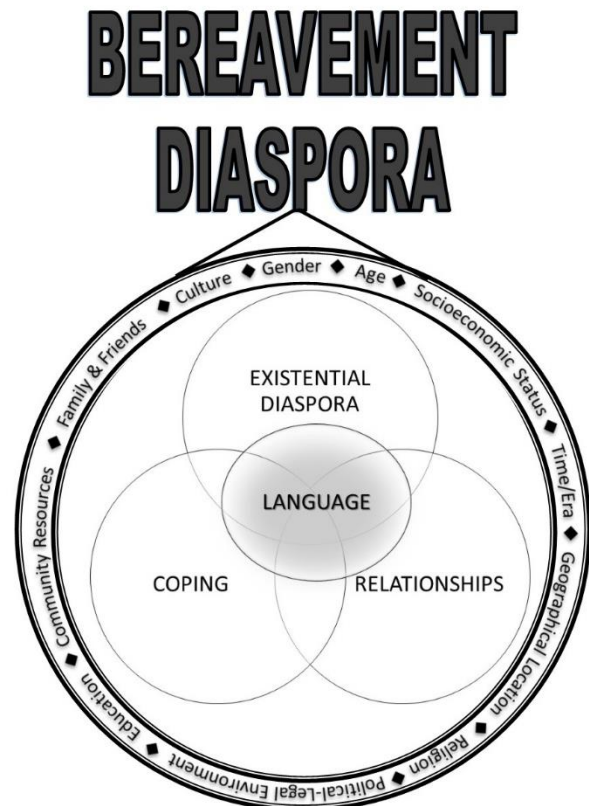 BEREAVEMENT
DIASPORA
Culture ◆ Gender ◆ Age ◆ Socioeconomic Status ◆ Time/Era ◆ Geographical Location ◆ Religion ◆ Political-Legal Environment ◆ Education ◆ Community Resources ◆ Family & Friends ◆
EXISTENTIAL
DIASPORA
LANGUAGE
COPING
RELATIONSHIPS